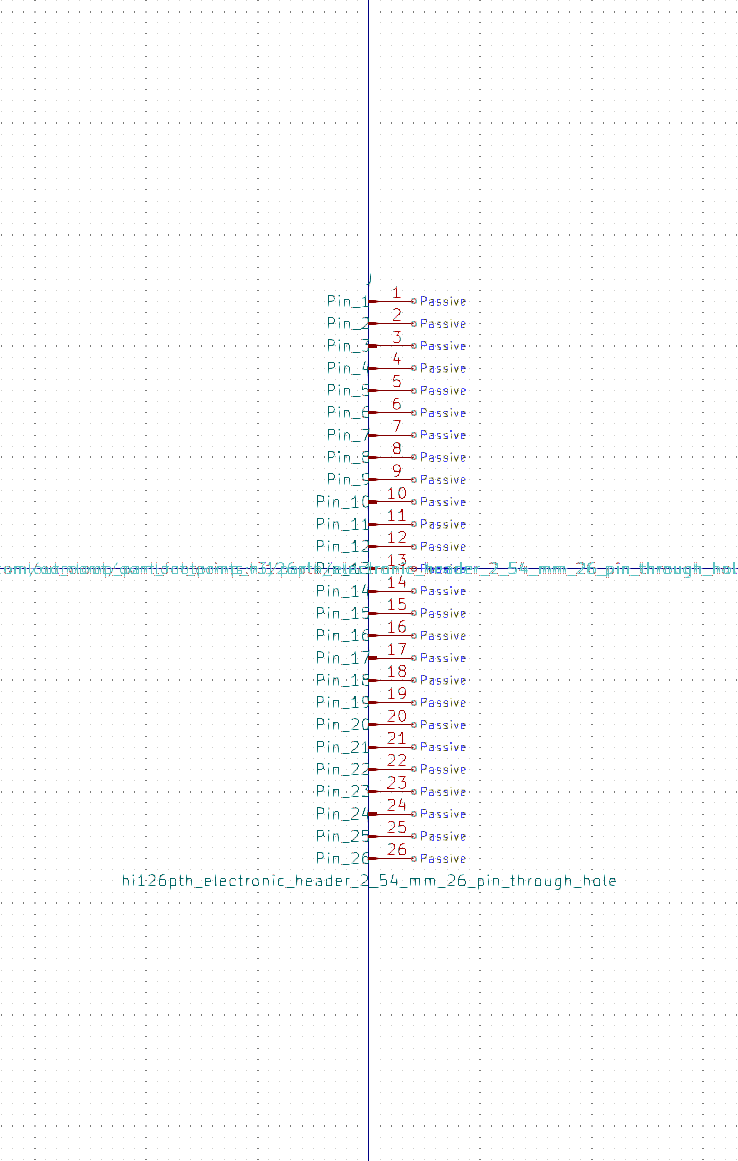 J
Pin_1 1 Passive
Pin_2 2 Passive
Pin_3 3 Passive
Pin_4 4 Passive
Pin_5 5 Passive
Pin_6 6 Passive
Pin_7 7 Passive
Pin_8 8 Passive
Pin_9 9 Passive
Pin_10 10 Passive
Pin_11 11 Passive
Pin_12 12 Passive
Pin_13 13 header_2_54_mm_26_pin_through_hol
Pin_14 14 Passive
Pin_15 15 Passive
Pin_16 16 Passive
Pin_17 17 Passive
Pin_18 18 Passive
Pin_19 19 Passive
Pin_20 20 Passive
Pin_21 21 Passive
Pin_22 22 Passive
Pin_23 23 Passive
Pin_24 24 Passive
Pin_25 25 Passive
Pin_26 26 Passive
hi126pth_electronic_header_2_54_mm_26_pin_through_hole